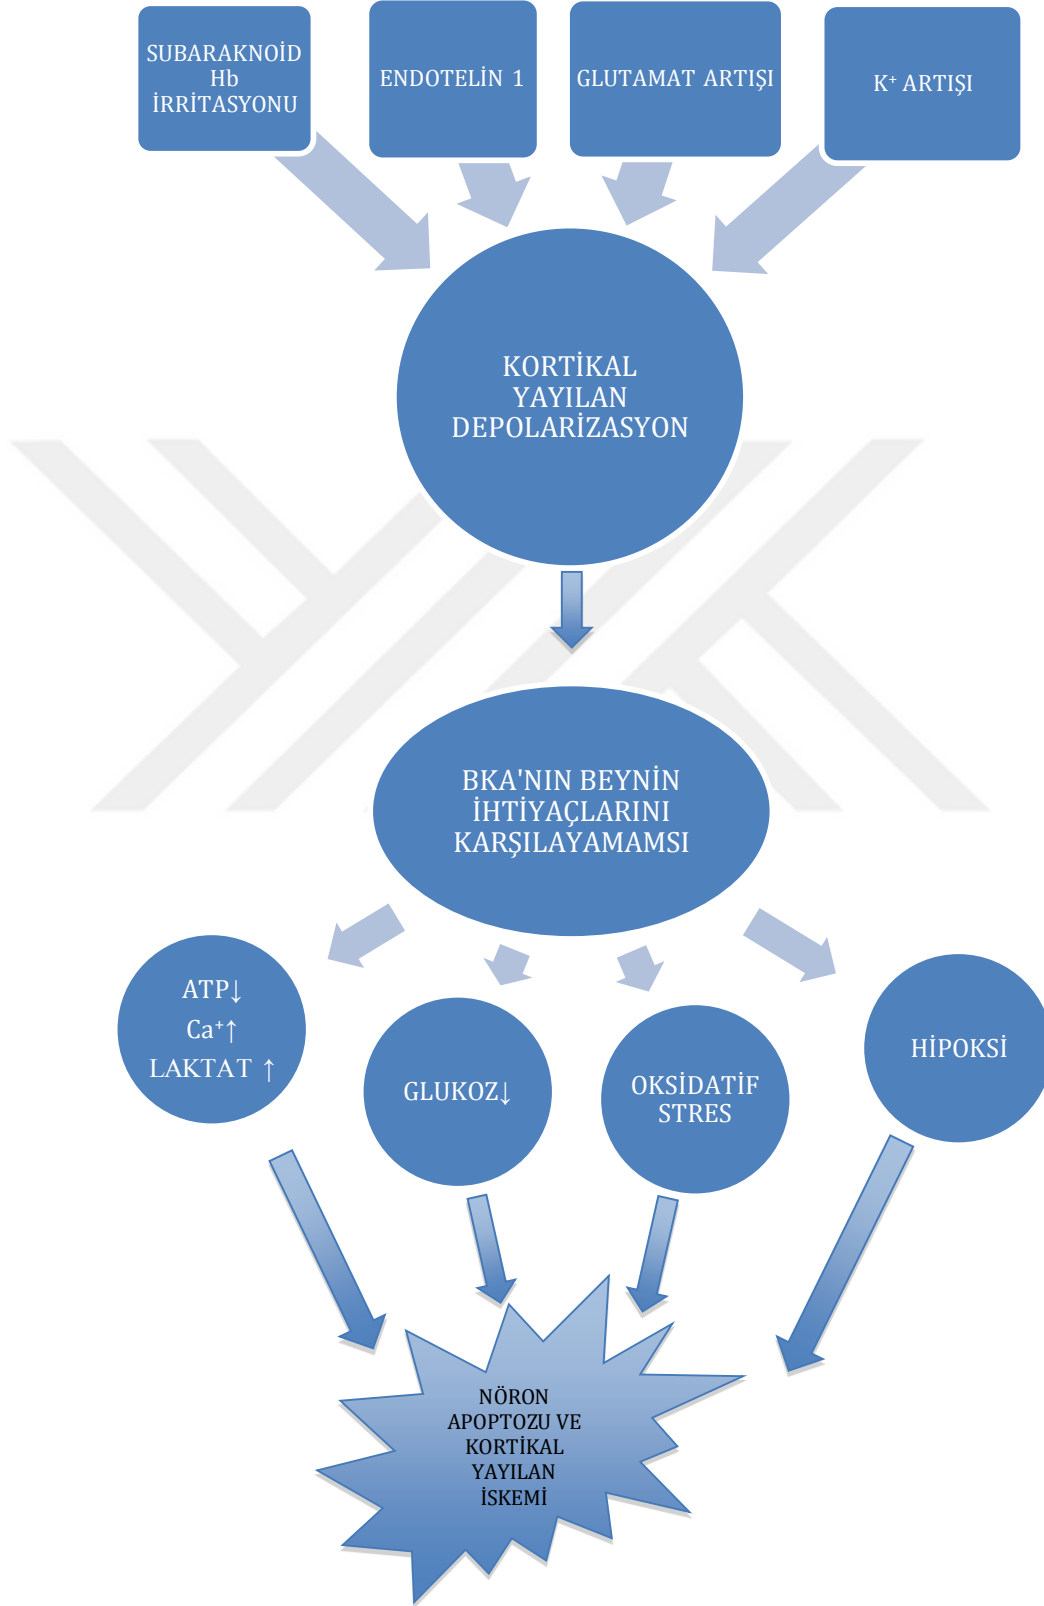 SUBARAKNOİD
Hb
İRRİTASYONU
ENDOTELİN 1
GLUTAMAT ARTIŞI
K⁺ ARTIŞI
KORTİKAL
YAYILAN
DEPOLARİZASYON
BKA'NIN BEYNİN
İHTİYAÇLARINI
KARŞILAYAMAMSI
ATP↓
Ca⁺↑
LAKTAT ↑
GLUKOZ↓
OKSİDATİF
STRES
HİPOKSİ
NÖRON
APOPTOZU VE
KORTİKAL
YAYILAN
İSKEMİ